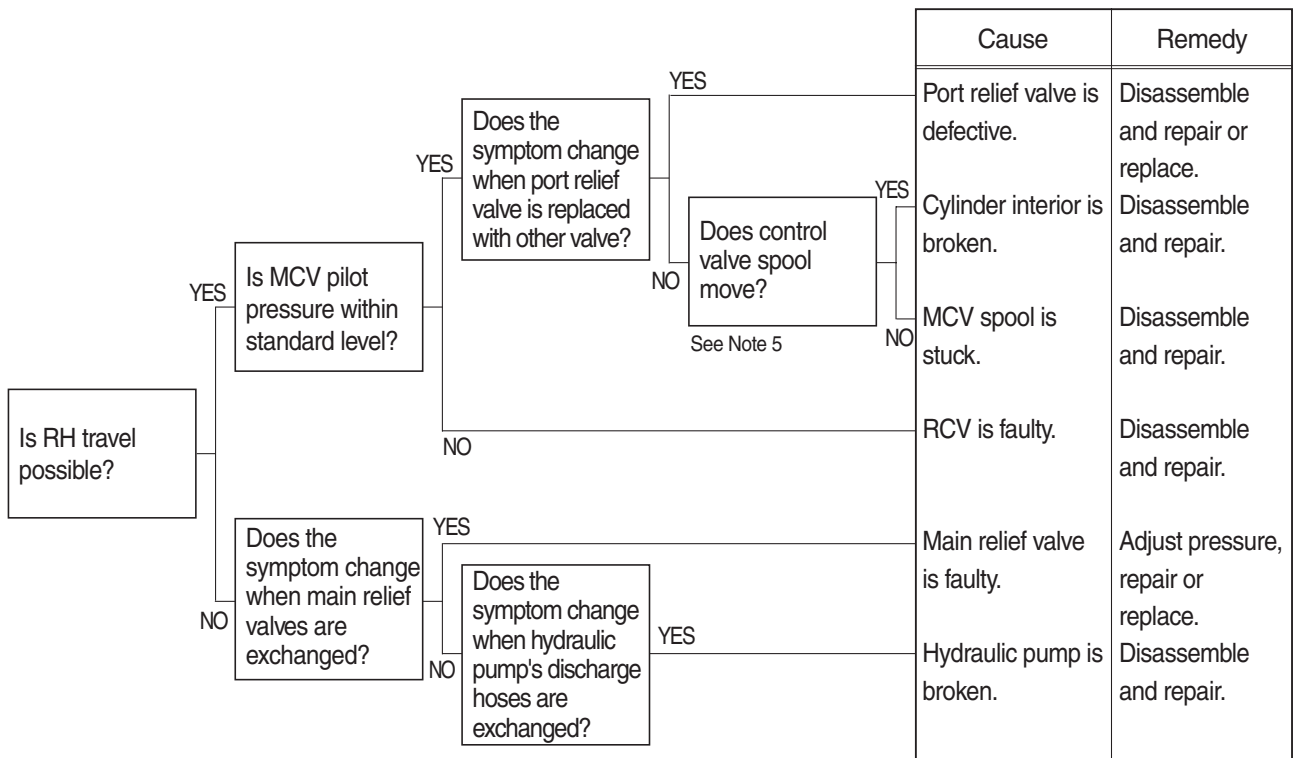 Is RH travel
possible?
YES
NO
Is MCV pilot
pressure within
standard level?
YES
NO
Does the
symptom change
when port relief
valve is replaced
with other valve?
YES
NO
Does control
valve spool
move?
See Note 5
YES
NO
Does the
symptom change
when main relief
valves are
exchanged?
YES
NO
Does the
symptom change
when hydraulic
pump's discharge
hoses are
exchanged?
YES
Cause
Remedy
Port relief valve is
defective.
Disassemble
and repair or
replace.
Cylinder interior is
broken.
Disassemble
and repair.
MCV spool is
stuck.
Disassemble
and repair.
RCV is faulty.
Disassemble
and repair.
Main relief valve
is faulty.
Adjust pressure,
repair or
replace.
Hydraulic pump is
broken.
Disassemble
and repair.